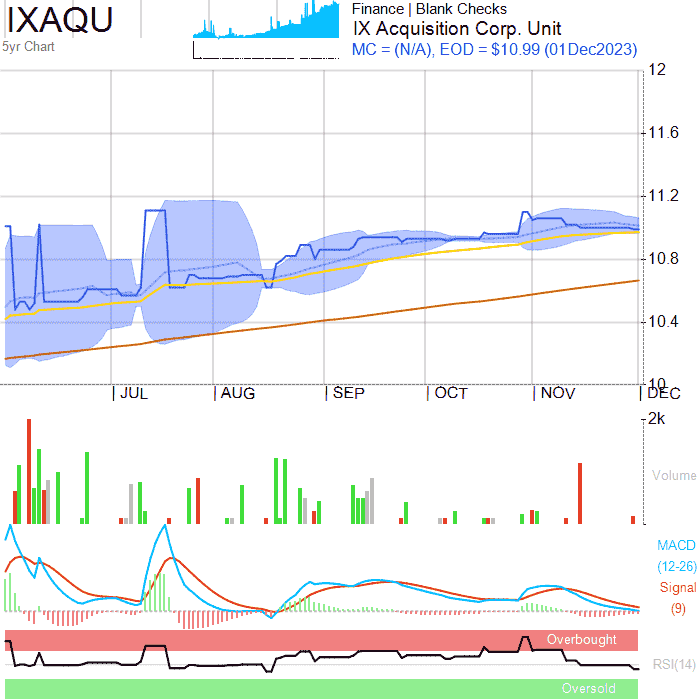 IXAQU
5yr Chart
Finance | Blank Checks
IX Acquisition Corp. Unit
MC = (N/A), EOD = $10.99 (01Dec2023)
12
11.6
11.2
10.8
10.4
10
JUL AUG SEP OCT NOV DEC
2k
Volume
MACD
(12-26)
Signal
(9)
Overbought
RSI(14)
Oversold